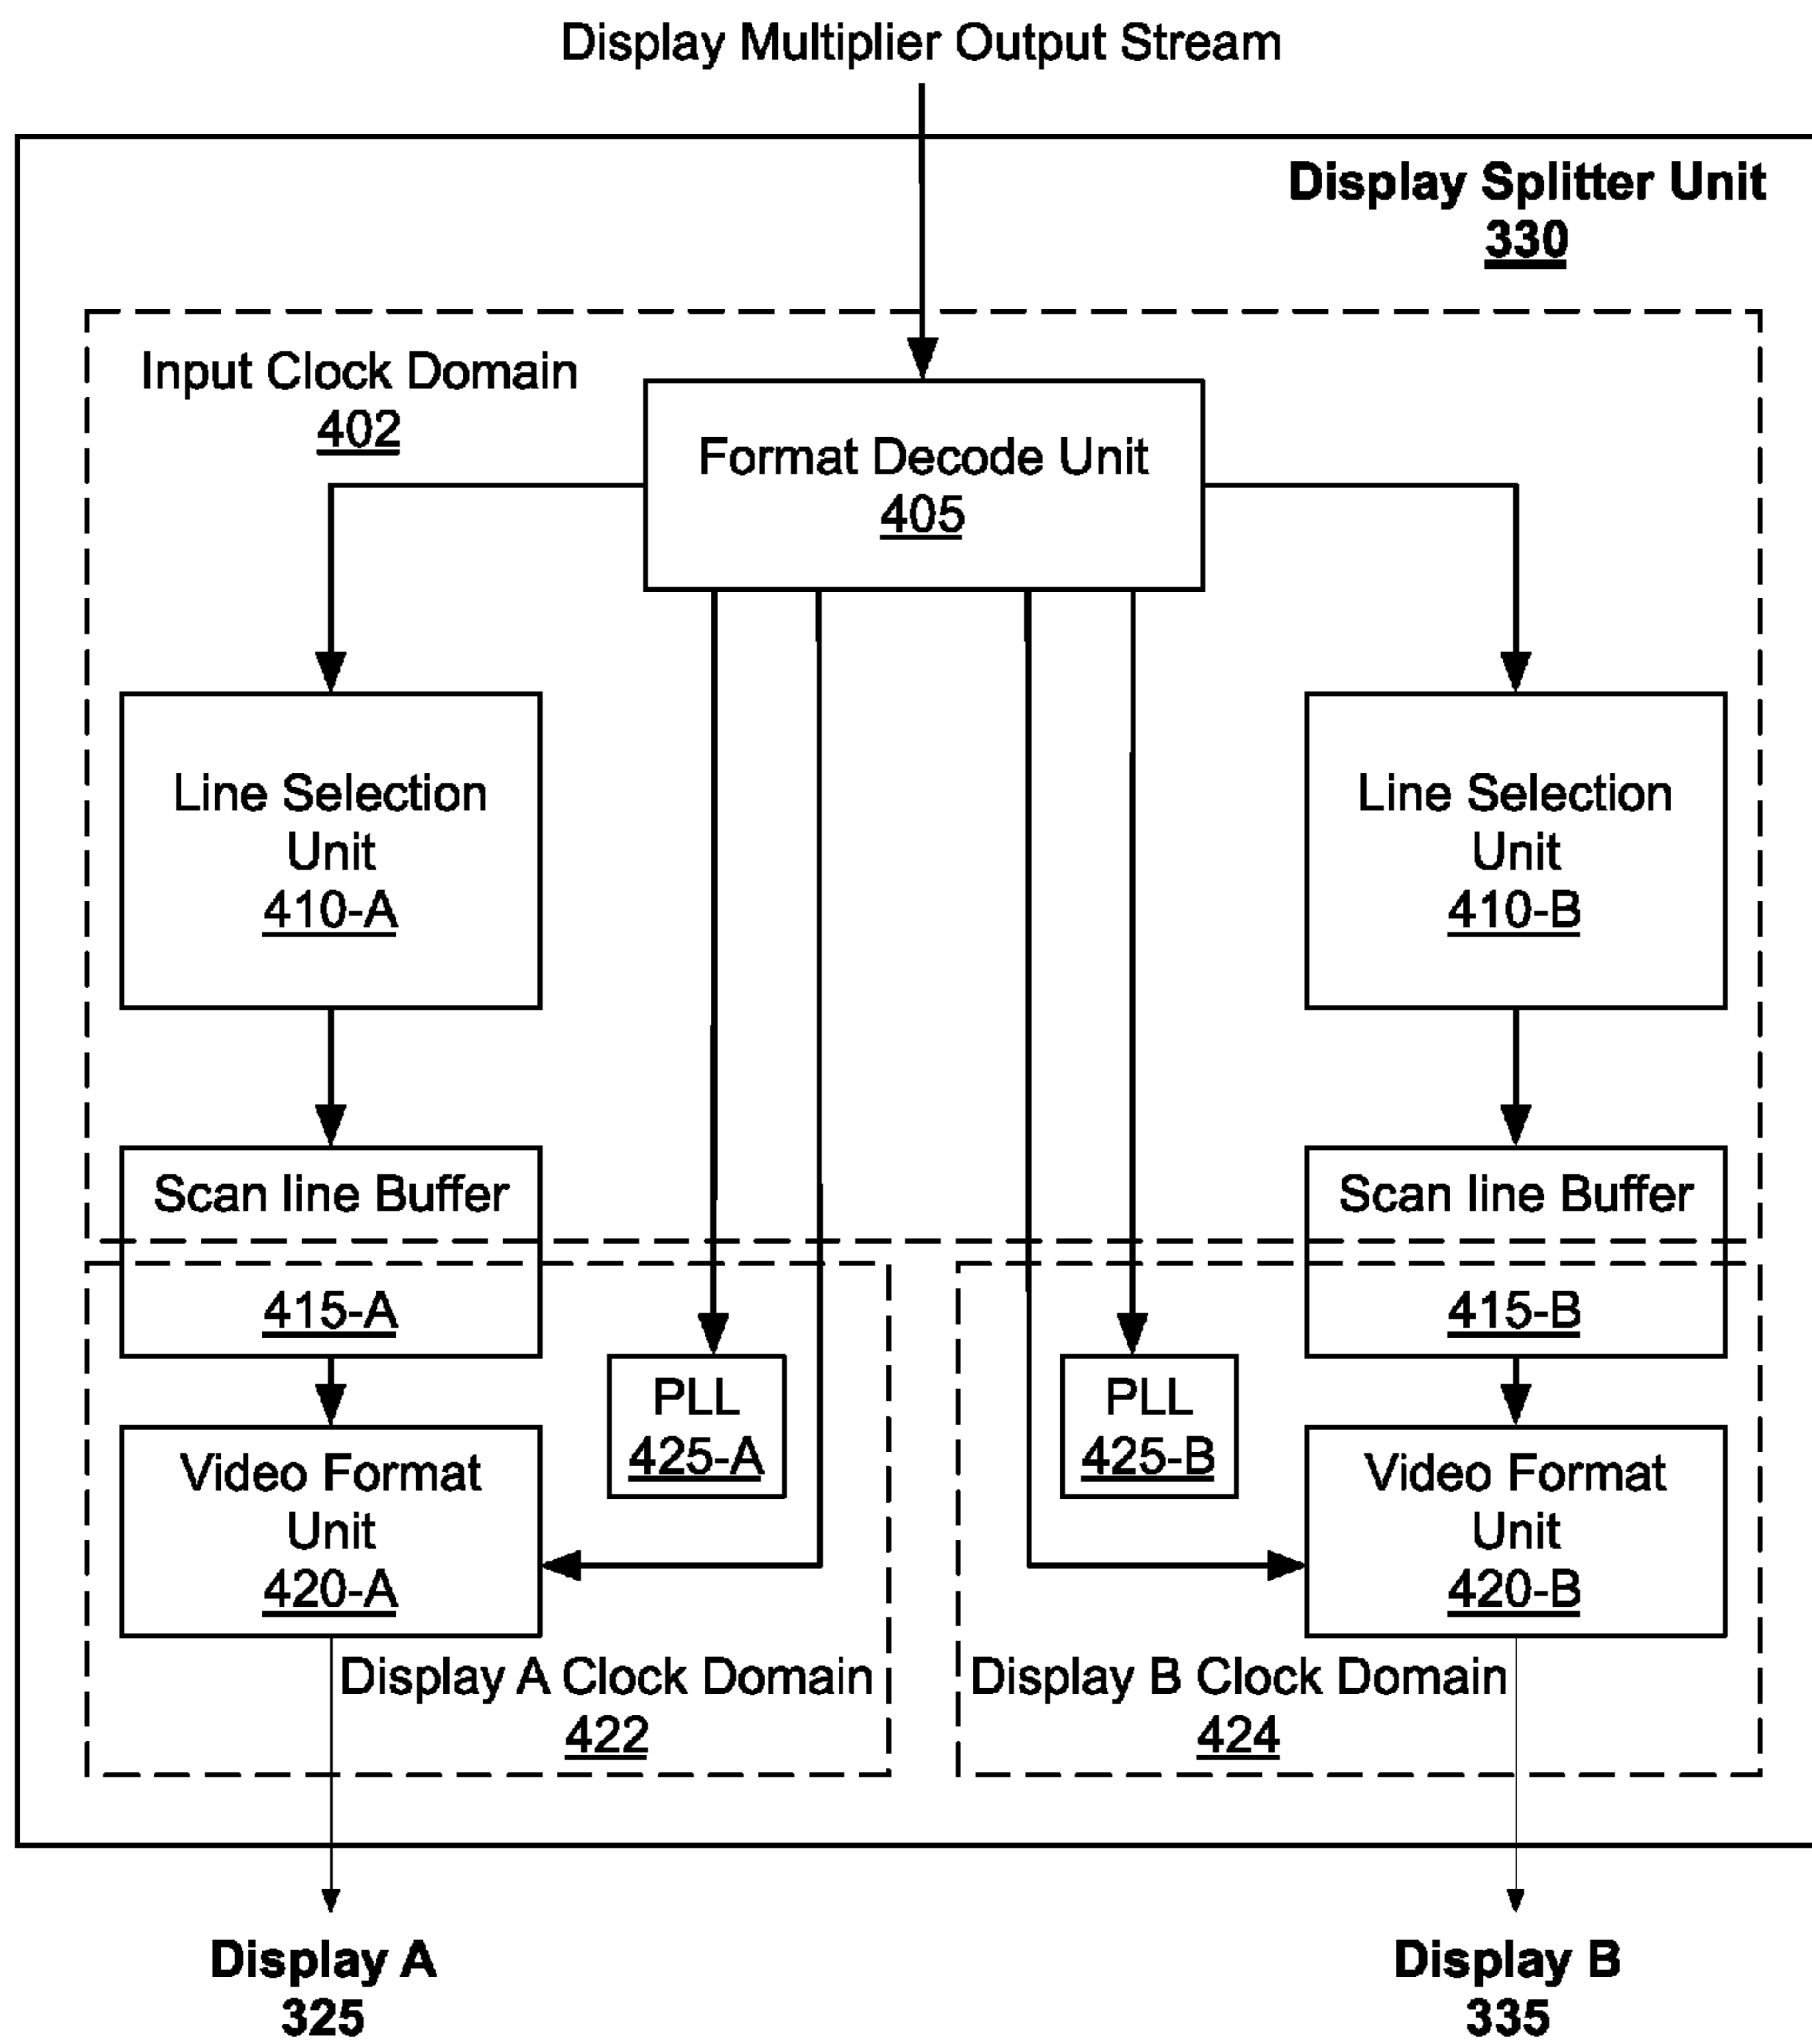 Display Multiplier Output Stream
Display Splitter Unit
330
Input Clock Domain
402
Format Decode Unit
405
Line Selection
Unit
410-A
Line Selection
Unit
410-B
Scan line Buffer
415-A
Scan line Buffer
415-B
PLL
425-A
PLL
425-B
Video Format
Unit
420-A
Video Format
Unit
420-B
Display A Clock Domain
422
Display B Clock Domain
424
Display A
325
Display B
335